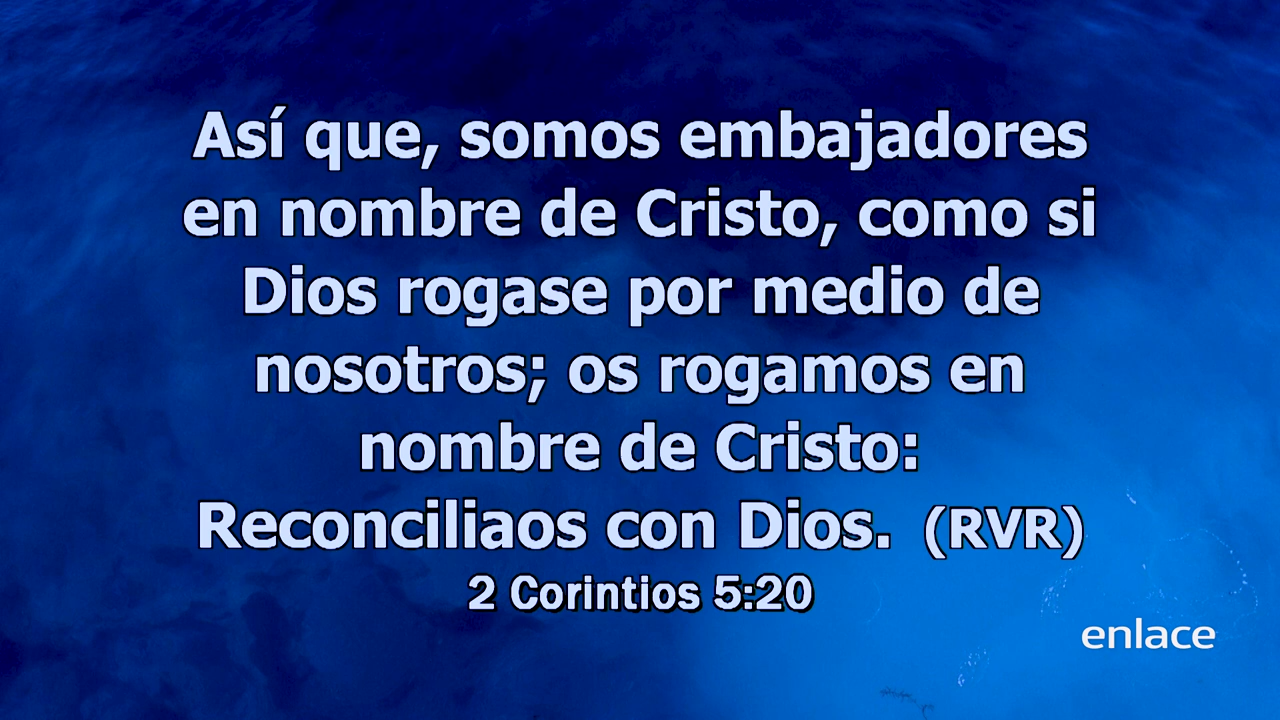 Así que, somos embajadores
en nombre de Cristo, como si
Dios rogase por medio de
nosotros; os rogamos en
nombre de Cristo:
Reconciliaos con Dios. (RVR)
2 Corintios 5:20
enlace